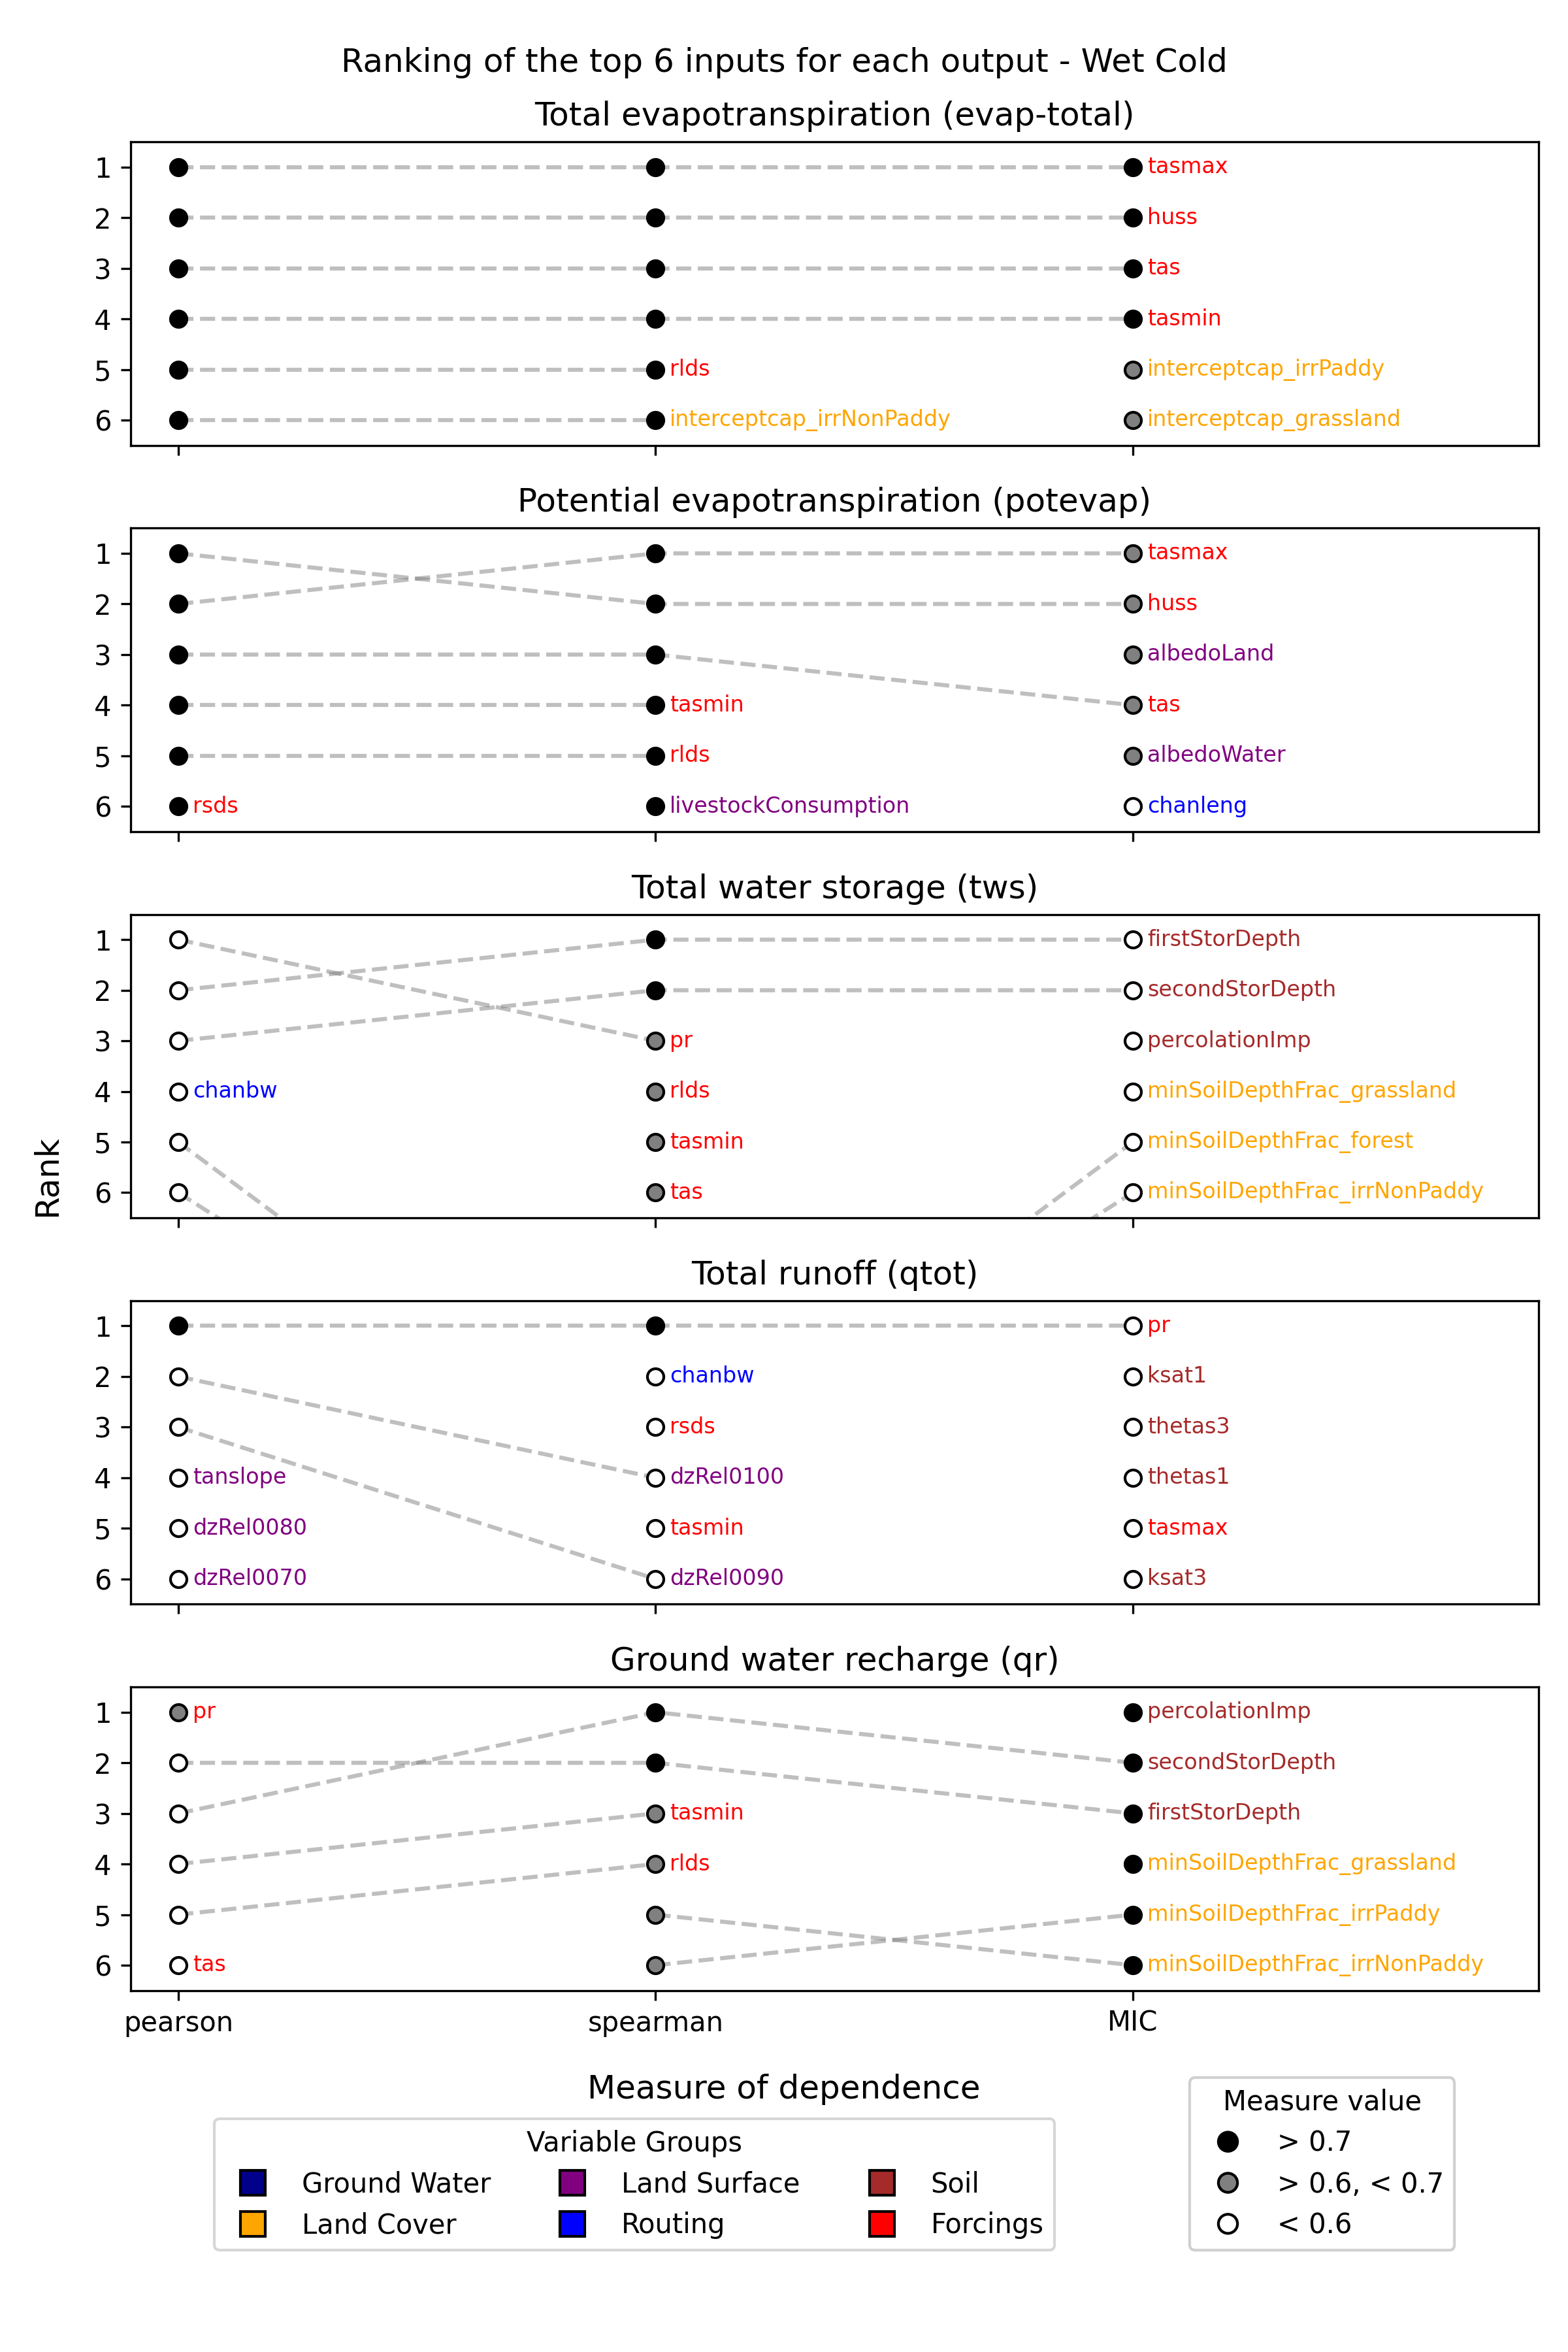 Ranking of the top 6 inputs for each output - Wet Cold
Total evapotranspiration (evap-total)
1 tasmax
2 huss
3 tas
4 tasmin
5 rlds interceptcap_irrPaddy
6 interceptcap_irrNonPaddy interceptcap_grassland
Potential evapotranspiration (potevap)
1 tasmax
2 huss
3 albedoLand
4 tasmin tas
5 rlds albedoWater
6 rsds livestockConsumption chanleng
Total water storage (tws)
1 firstStorDepth
2 secondStorDepth
3 pr percolationImp
4 chanbw rlds minSoilDepthFrac_grassland
5 tasmin minSoilDepthFrac_forest
6 tas minSoilDepthFrac_irrNonPaddy
Rank
Total runoff (qtot)
1 pr
2 chanbw ksat1
3 rsds thetas3
4 tanslope dzRel0100 thetas1
5 dzRel0080 tasmin tasmax
6 dzRel0070 dzRel0090 ksat3
Ground water recharge (qr)
1 pr percolationImp
2 secondStorDepth
3 tasmin firstStorDepth
4 rlds minSoilDepthFrac_grassland
5 minSoilDepthFrac_irrPaddy
6 tas minSoilDepthFrac_irrNonPaddy
pearson spearman MIC
Measure of dependence
Variable Groups
Ground Water Land Surface Soil
Land Cover Routing Forcings
Measure value
> 0.7
> 0.6, < 0.7
< 0.6